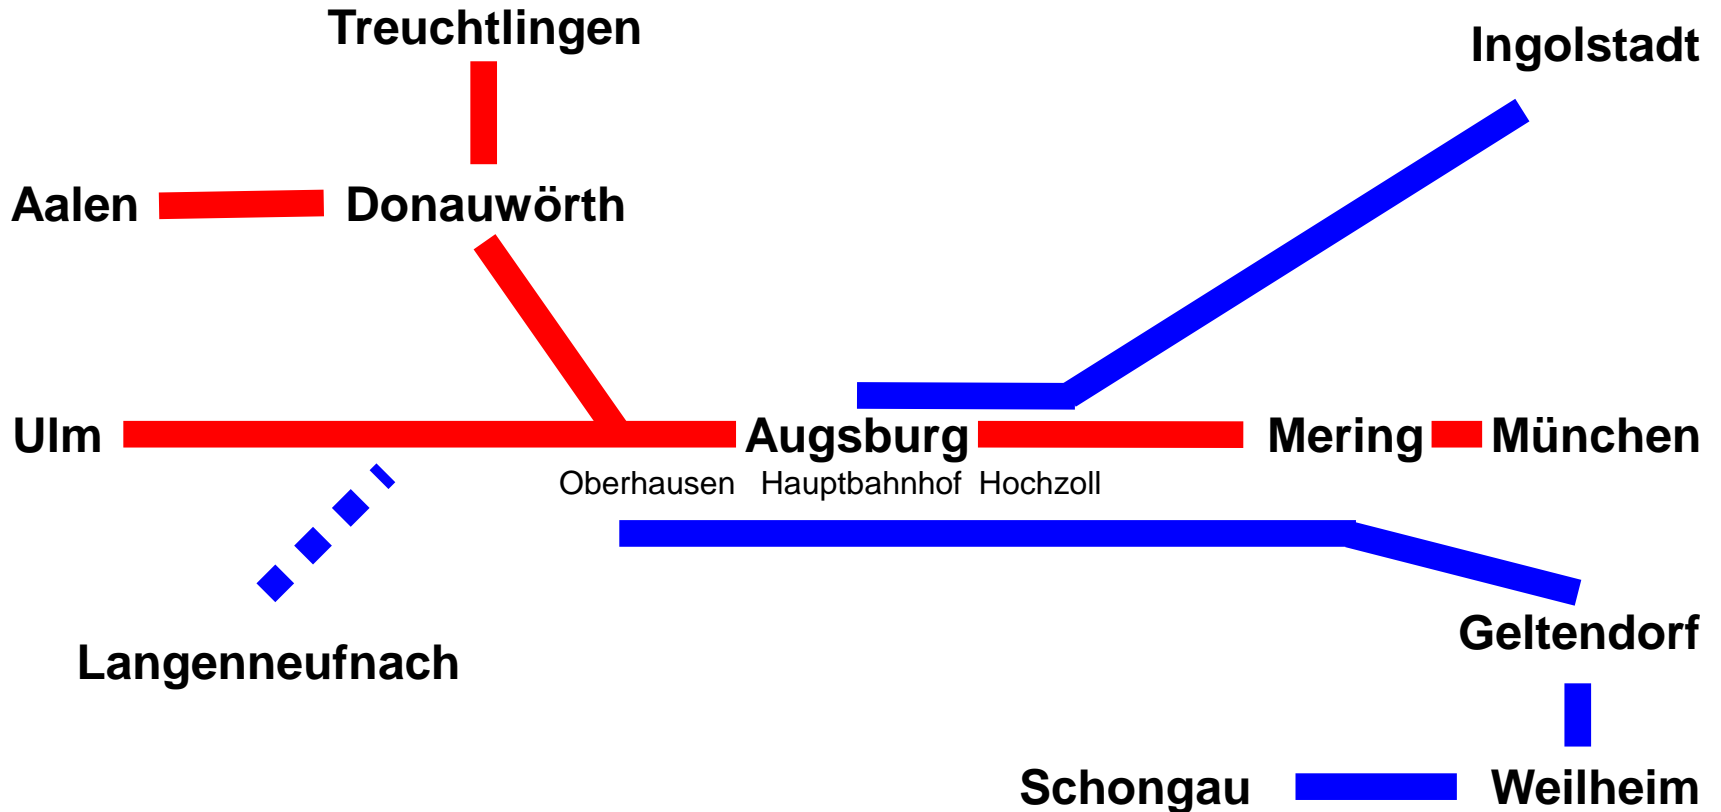 Treuchtlingen
Ingolstadt
Aalen
Donauwörth
Ulm
Augsburg
Mering
München
Oberhausen Hauptbahnhof Hochzoll
Geltendorf
Langenneufnach
Schongau
Weilheim